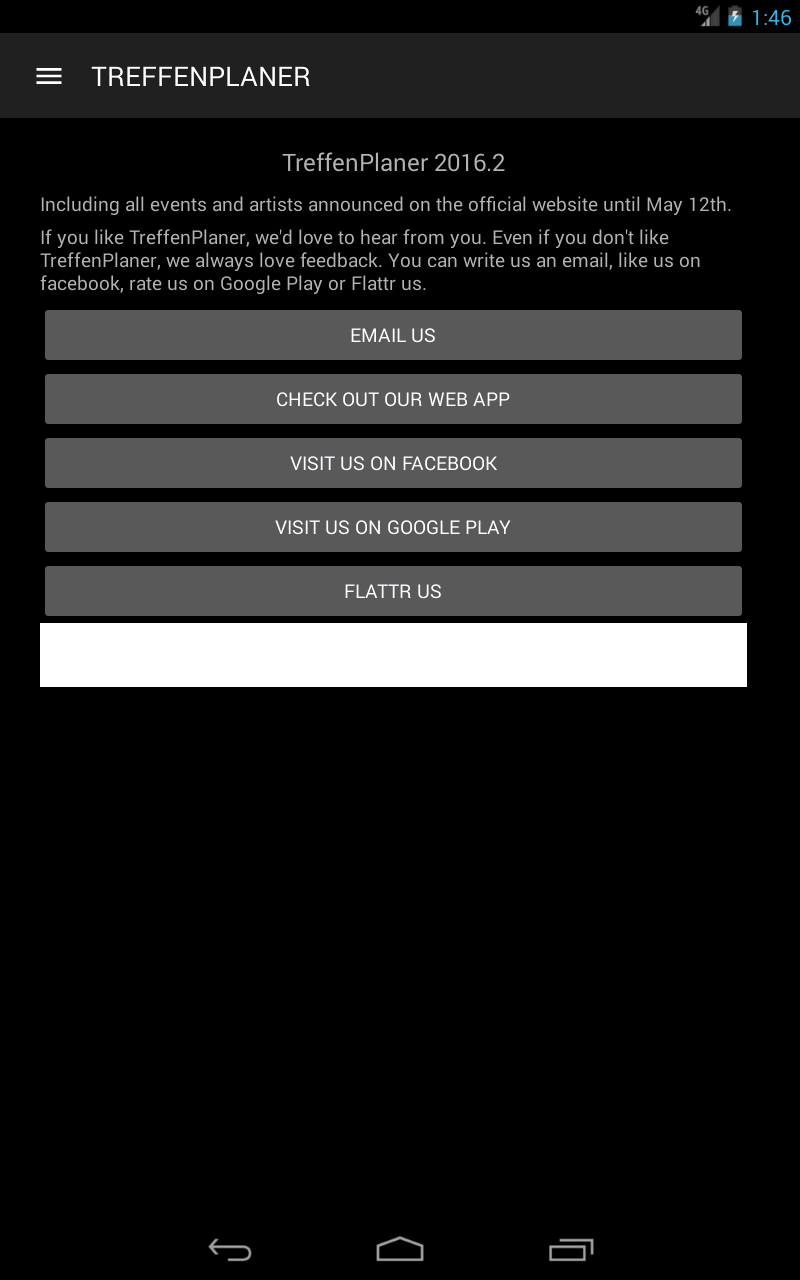 4G 1:46
TREFFENPLANER
TreffenPlaner 2016.2
Including all events and artists announced on the official website until May 12th.
If you like TreffenPlaner, we'd love to hear from you. Even if you don't like
TreffenPlaner, we always love feedback. You can write us an email, like us on
facebook, rate us on Google Play or Flattr us.
EMAIL US
CHECK OUT OUR WEB APP
VISIT US ON FACEBOOK
VISIT US ON GOOGLE PLAY
FLATTR US